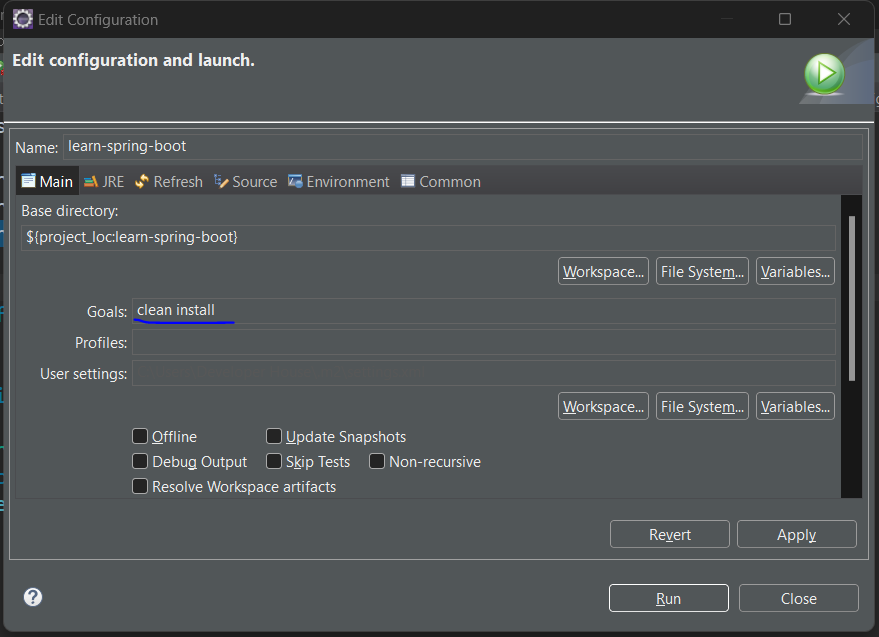 Edit Configuration
Edit configuration and launch.
Name: learn-spring-boot
Main JRE Refresh Source Environment Common
Base directory:
${project_loc:learn-spring-boot}
Workspace... File System... Variables...
Goals: clean install
Profiles:
User settings:
Workspace... File System... Variables...
Offline Update Snapshots
Debug Output Skip Tests Non-recursive
Resolve Workspace artifacts
Revert Apply
Run Close